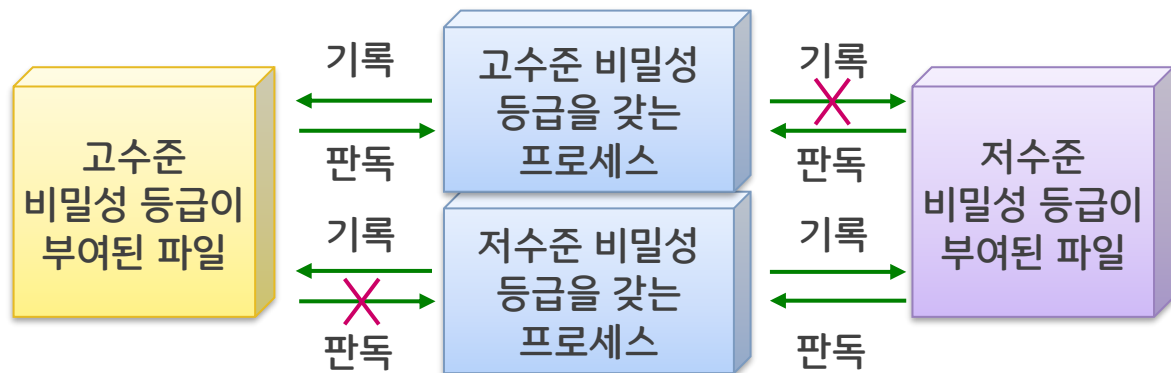 고수준
비밀성 등급이
부여된 파일
기록
판독
기록
판독
고수준 비밀성
등급을 갖는
프로세스
저수준 비밀성
등급을 갖는
프로세스
기록
판독
기록
판독
저수준
비밀성 등급이
부여된 파일